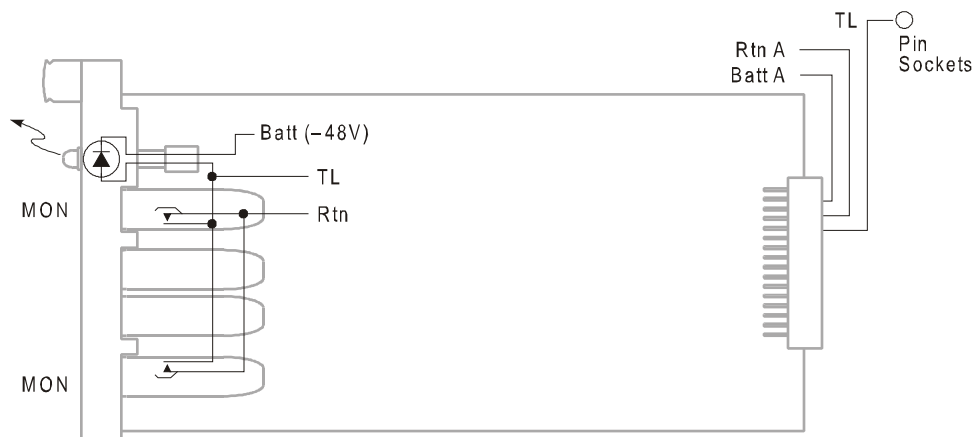 TL
Pin
Sockets
Rtn A
Batt A
Batt (–48V)
TL
Rtn
MON
MON